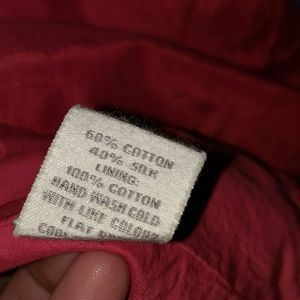 60% COTTON
40% SILK
LINING:
100% COTTON
HAND WASH COLD
WITH LIKE COLORS
FLAT